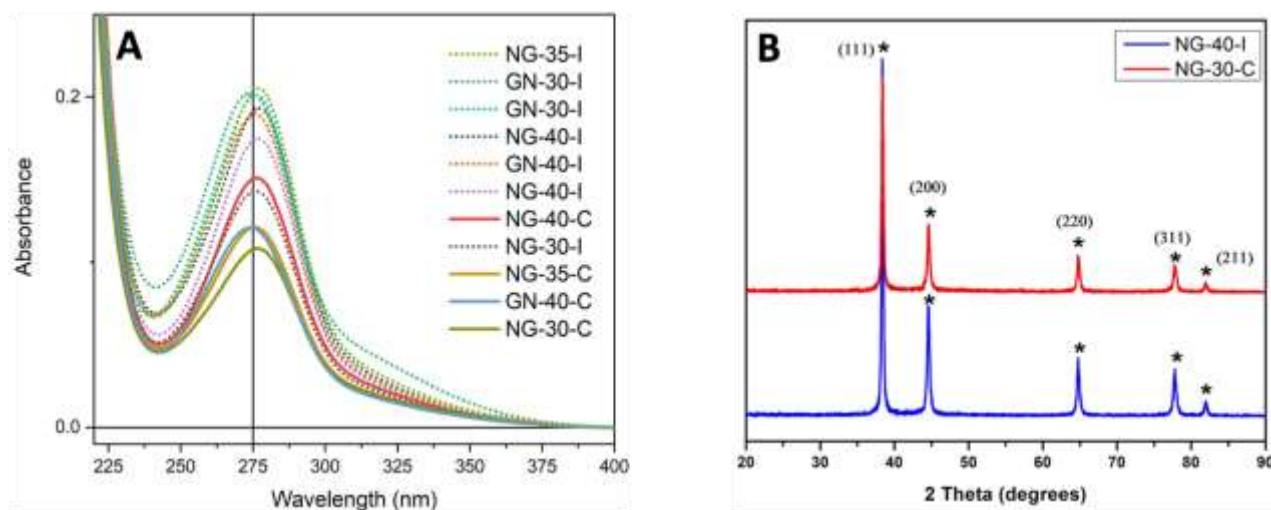 A
NG-35-I
GN-30-I
GN-30-I
NG-40-I
GN-40-I
NG-40-I
NG-40-C
NG-30-I
NG-35-C
GN-40-C
NG-30-C
0.2
0.0
Absorbance
225 250 275 300 325 350 375 400
Wavelength (nm)
B
NG-40-I
NG-30-C
(111) *
(200)
*
(220)
*
(311)
*
* (211)
*
*
*
*
20 30 40 50 60 70 80 90
2 Theta (degrees)